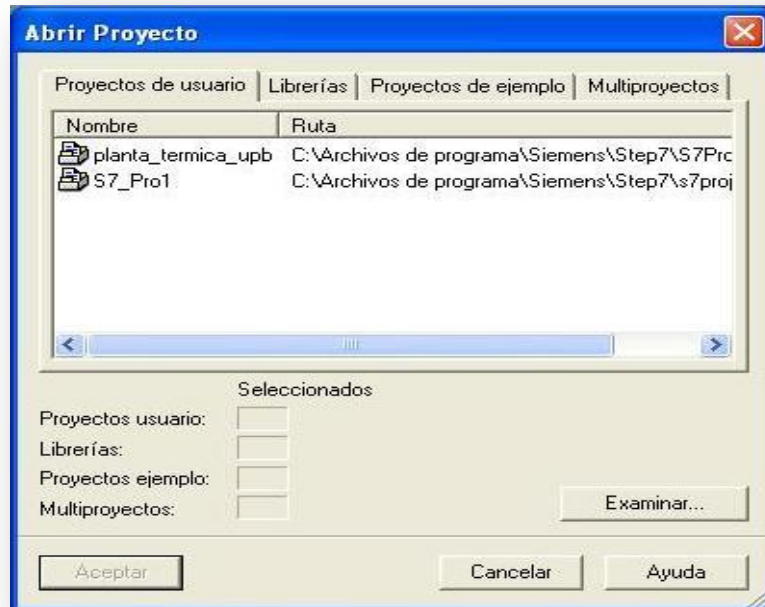 Abrir Proyecto
Proyectos de usuario Librerías Proyectos de ejemplo Multiproyectos
Nombre Ruta
planta_termica_upb C:\Archivos de programa\Siemens\Step7\S7Prc
S7_Pro1 C:\Archivos de programa\Siemens\Step7\s7proj
Seleccionados
Proyectos usuario:
Librerías:
Proyectos ejemplo:
Multiproyectos:
Examinar...
Aceptar Cancelar Ayuda